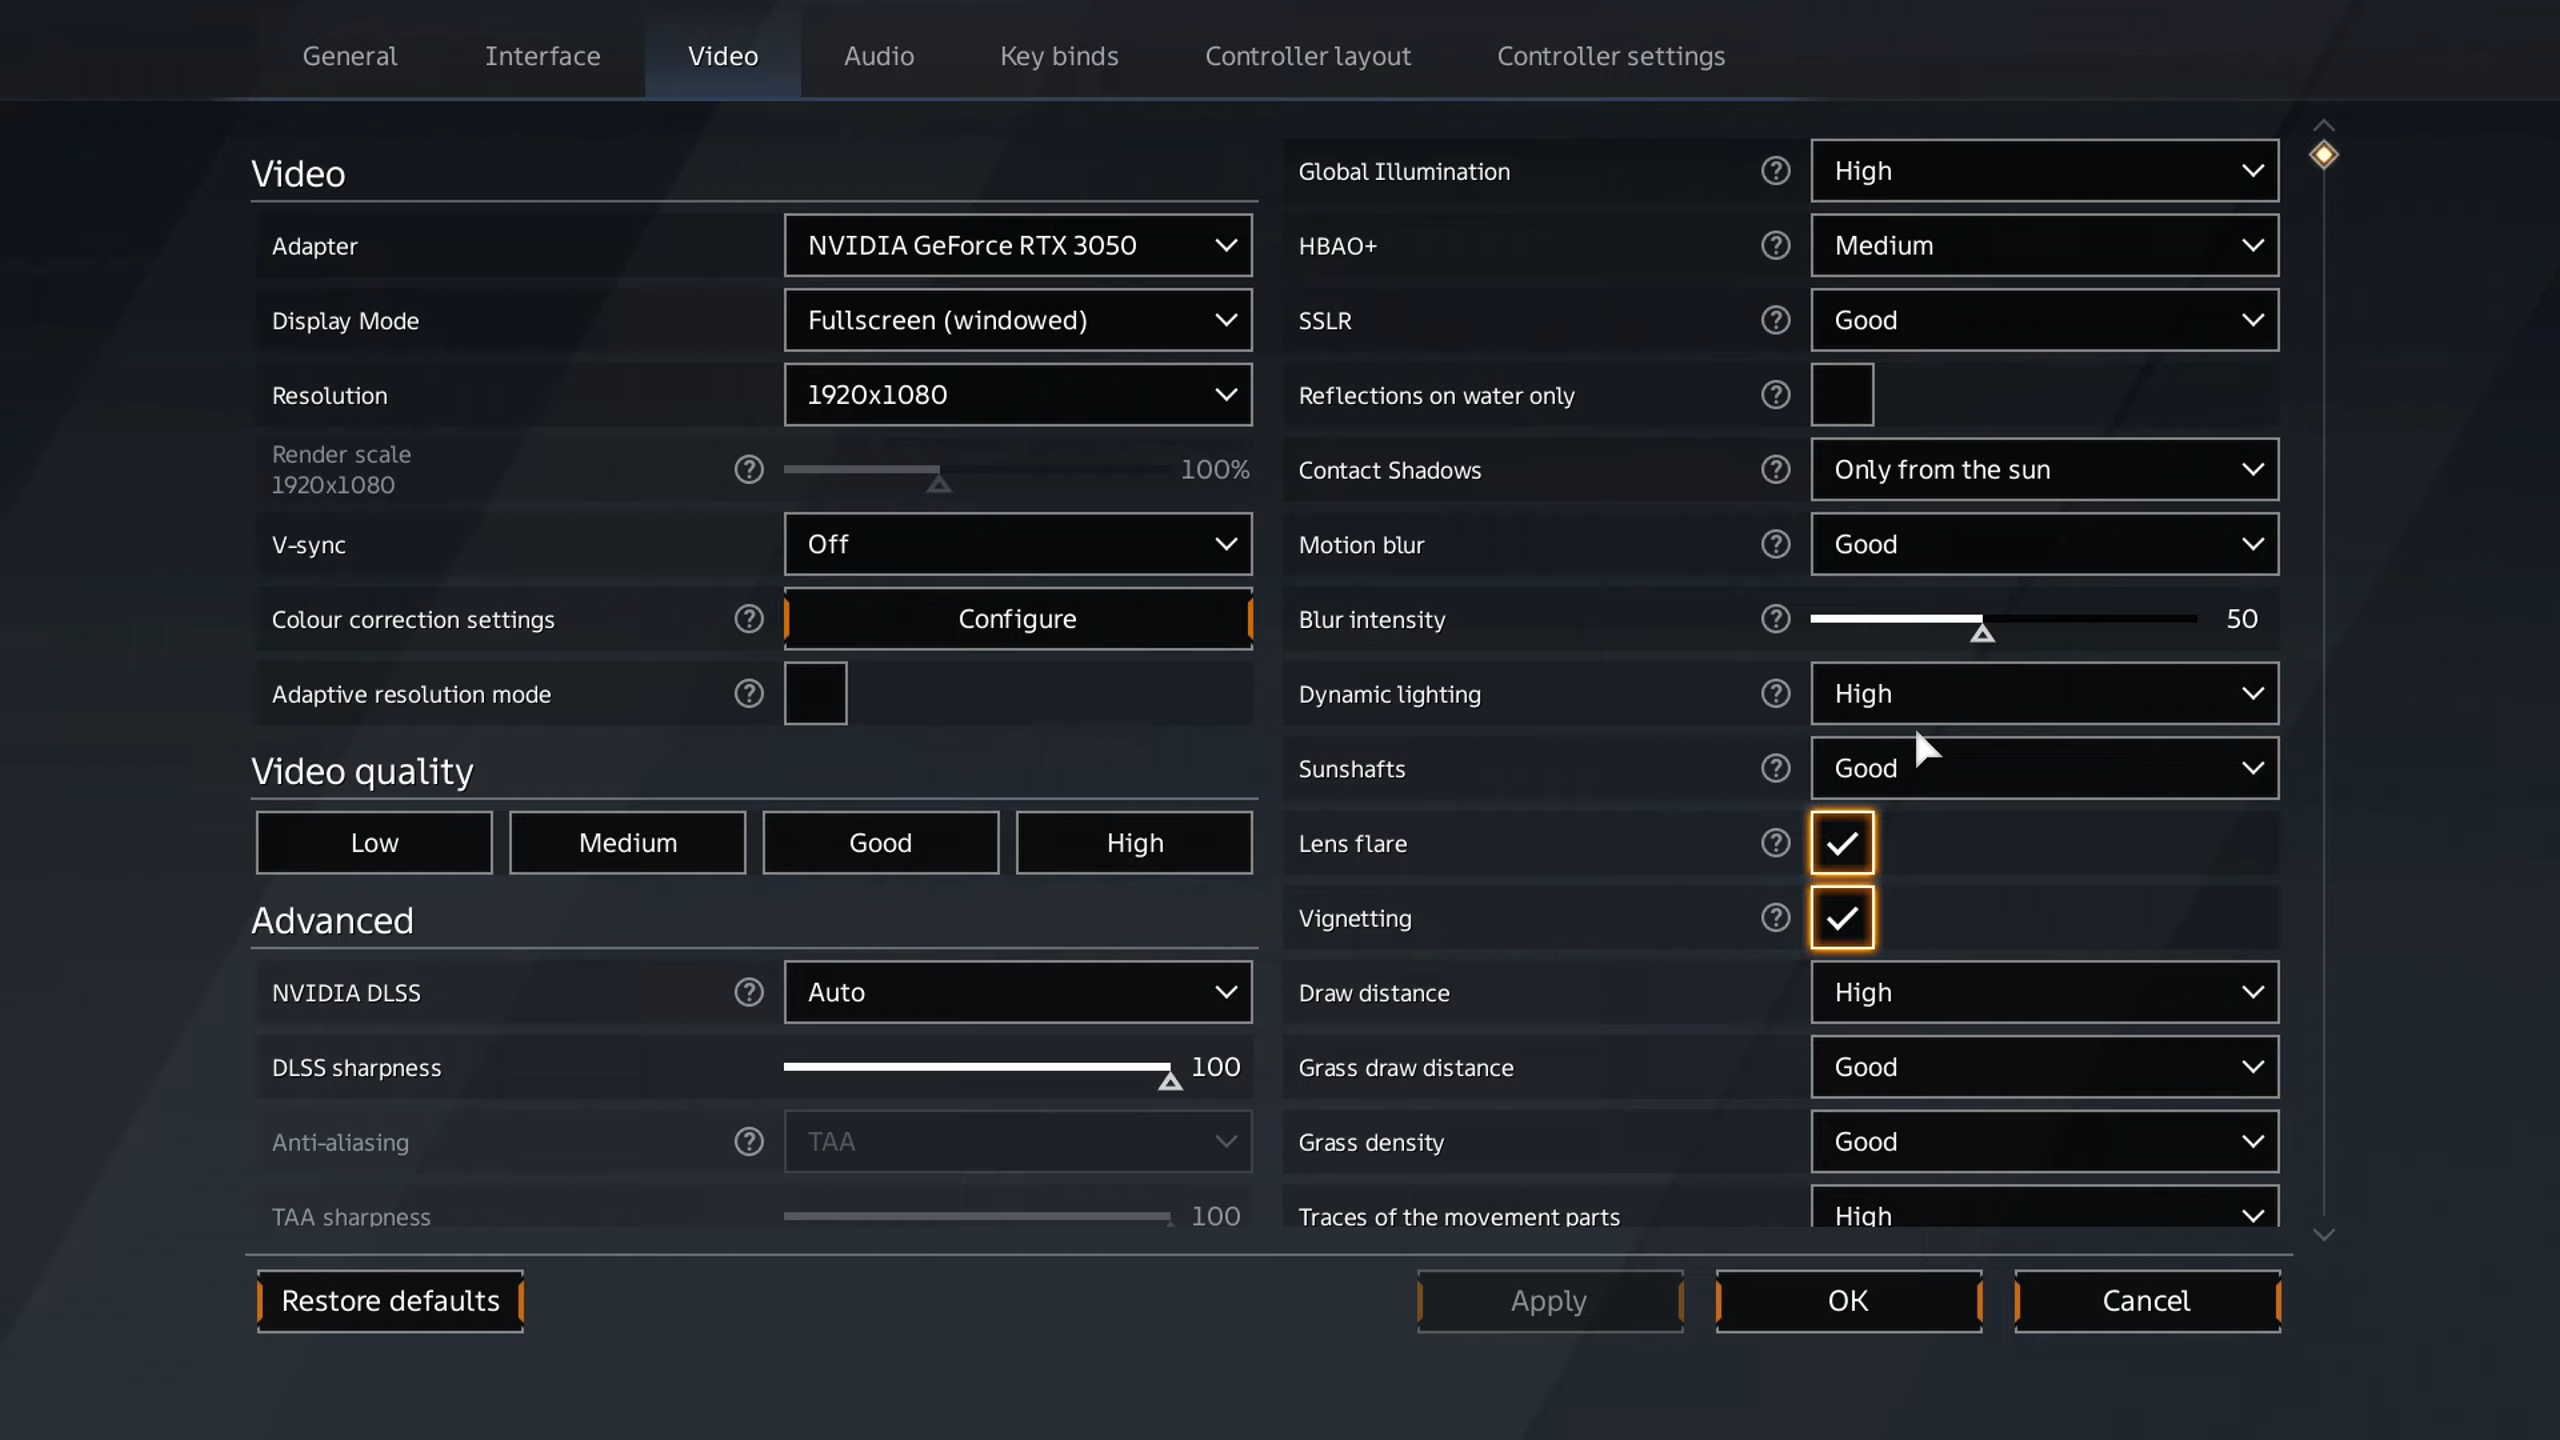 General
Interface
Video
Audio
Key binds
Controller layout
Controller settings
Video
Adapter
NVIDIA GeForce RTX 3050
Display Mode
Fullscreen (windowed)
Resolution
1920x1080
Render scale
1920x1080
?
100%
V-sync
Off
Colour correction settings
?
Configure
Adaptive resolution mode
?
Video quality
Low
Medium
Good
High
Advanced
NVIDIA DLSS
?
Auto
DLSS sharpness
100
Anti-aliasing
?
TAA
TAA sharpness
100
Global Illumination
?
High
HBAO+
?
Medium
SSLR
?
Good
Reflections on water only
?
Contact Shadows
?
Only from the sun
Motion blur
?
Good
Blur intensity
?
50
Dynamic lighting
?
High
Sunshafts
?
Good
Lens flare
?
Vignetting
?
Draw distance
High
Grass draw distance
Good
Grass density
Good
Traces of the movement parts
High
Restore defaults
Apply
OK
Cancel